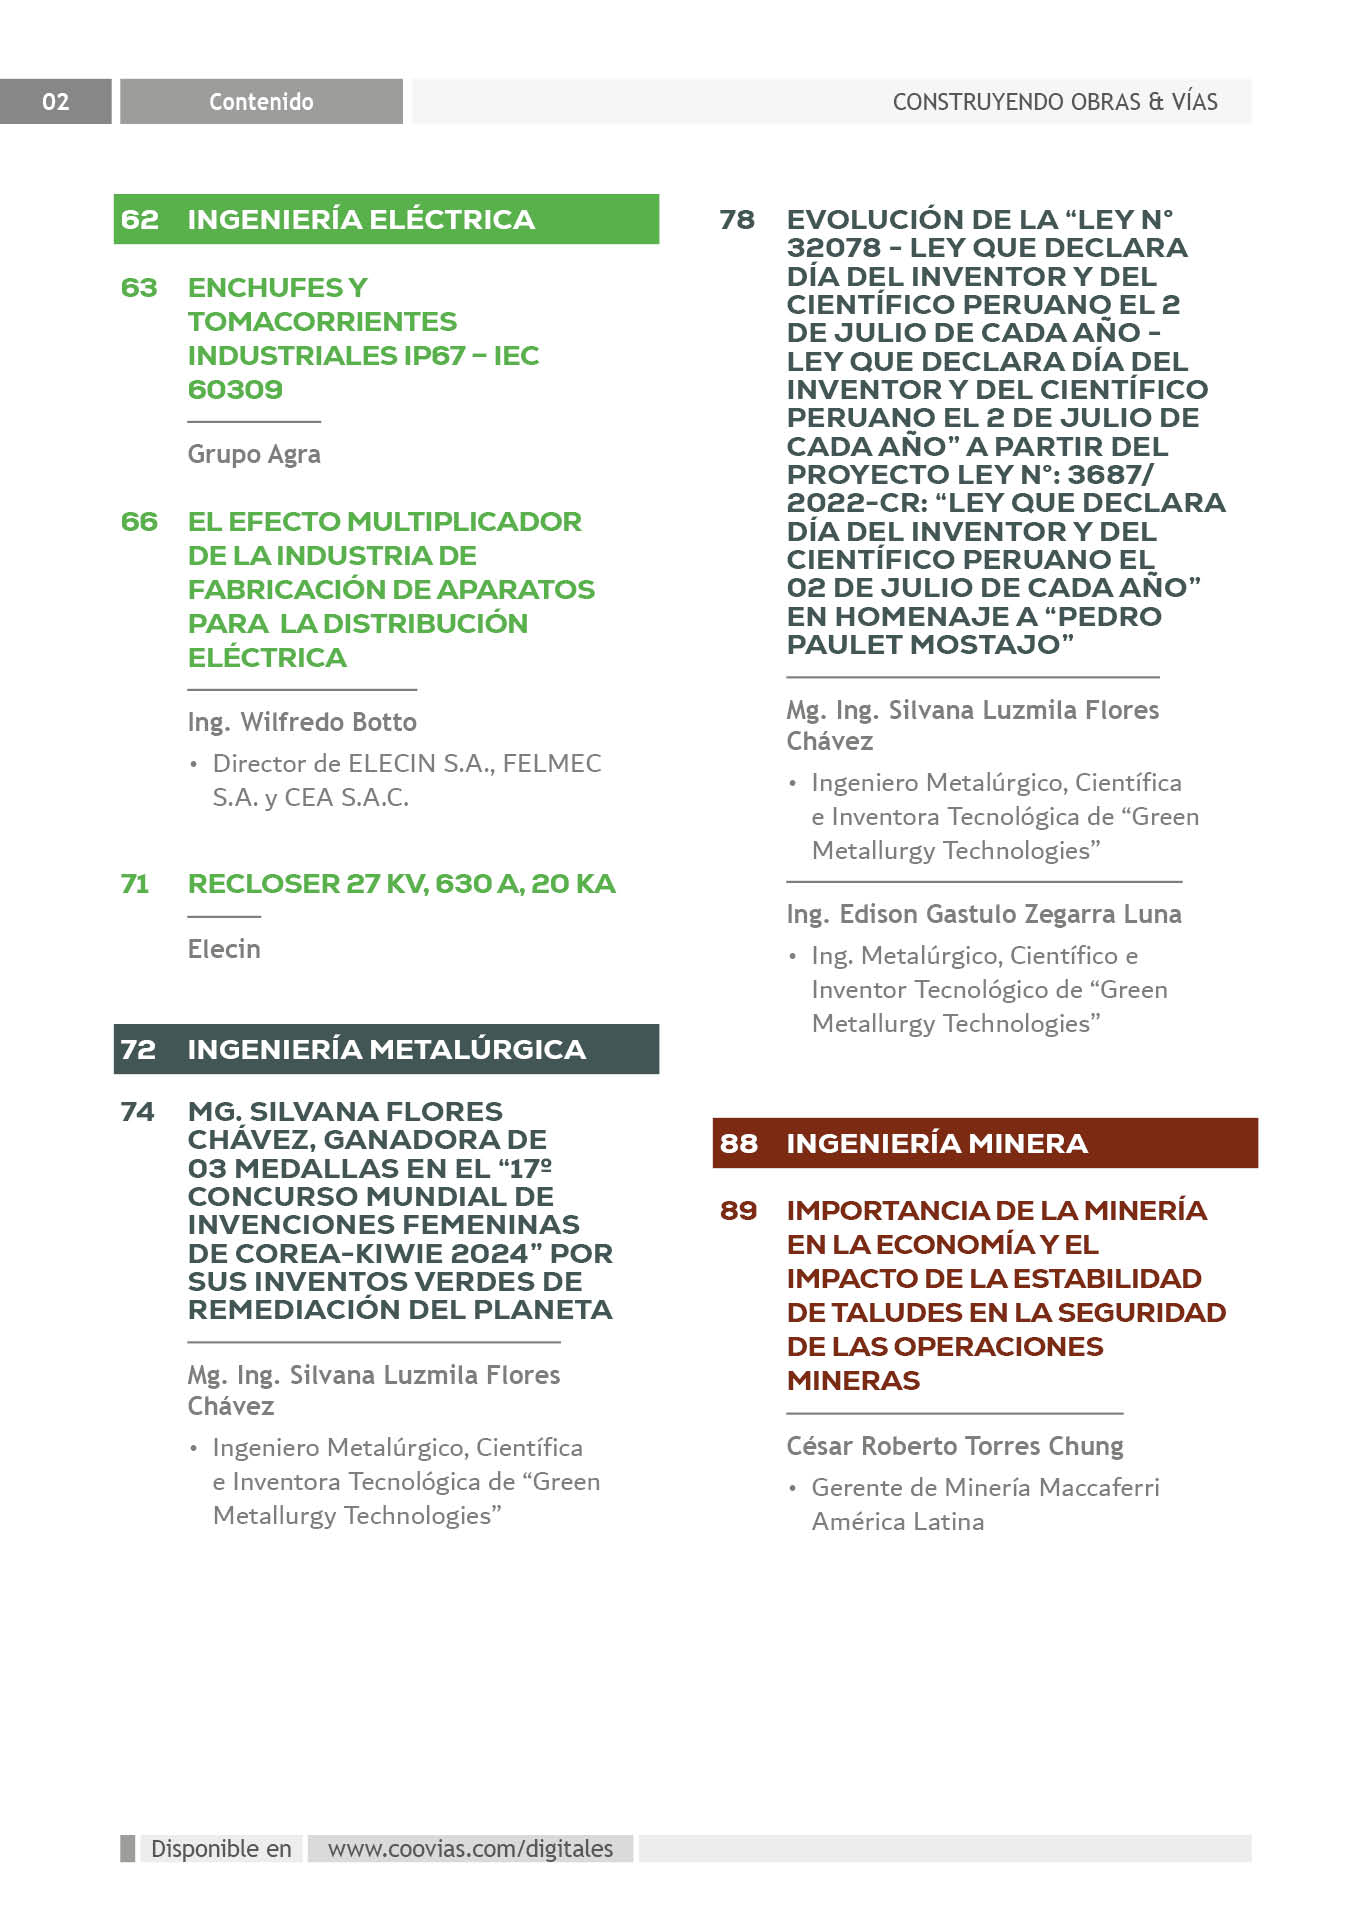 02
Contenido
CONSTRUYENDO OBRAS & VÍAS
62 INGENIERÍA ELÉCTRICA
63 ENCHUFES Y
TOMACORRIENTES
INDUSTRIALES IP67 – IEC
60309
Grupo Agra
66 EL EFECTO MULTIPLICADOR
DE LA INDUSTRIA DE
FABRICACIÓN DE APARATOS
PARA LA DISTRIBUCIÓN
ELÉCTRICA
Ing. Wilfredo Botto
• Director de ELECIN S.A., FELMEC
S.A. y CEA S.A.C.
71 RECLOSER 27 KV, 630 A, 20 KA
Elecin
72 INGENIERÍA METALÚRGICA
74 MG. SILVANA FLORES
CHÁVEZ, GANADORA DE
03 MEDALLAS EN EL “17º
CONCURSO MUNDIAL DE
INVENCIONES FEMENINAS
DE COREA-KIWIE 2024” POR
SUS INVENTOS VERDES DE
REMEDIACIÓN DEL PLANETA
Mg. Ing. Silvana Luzmila Flores
Chávez
• Ingeniero Metalúrgico, Científica
e Inventora Tecnológica de “Green
Metallurgy Technologies”
78 EVOLUCIÓN DE LA “LEY N°
32078 - LEY QUE DECLARA
DÍA DEL INVENTOR Y DEL
CIENTÍFICO PERUANO EL 2
DE JULIO DE CADA AÑO -
LEY QUE DECLARA DÍA DEL
INVENTOR Y DEL CIENTÍFICO
PERUANO EL 2 DE JULIO DE
CADA AÑO” A PARTIR DEL
PROYECTO LEY N°: 3687/
2022-CR: “LEY QUE DECLARA
DÍA DEL INVENTOR Y DEL
CIENTÍFICO PERUANO EL
02 DE JULIO DE CADA AÑO”
EN HOMENAJE A “PEDRO
PAULET MOSTAJO”
Mg. Ing. Silvana Luzmila Flores
Chávez
• Ingeniero Metalúrgico, Científica
e Inventora Tecnológica de “Green
Metallurgy Technologies”
Ing. Edison Gastulo Zegarra Luna
• Ing. Metalúrgico, Científico e
Inventor Tecnológico de “Green
Metallurgy Technologies”
88 INGENIERÍA MINERA
89 IMPORTANCIA DE LA MINERÍA
EN LA ECONOMÍA Y EL
IMPACTO DE LA ESTABILIDAD
DE TALUDES EN LA SEGURIDAD
DE LAS OPERACIONES
MINERAS
César Roberto Torres Chung
• Gerente de Minería Maccaferri
América Latina
Disponible en www.coovias.com/digitales